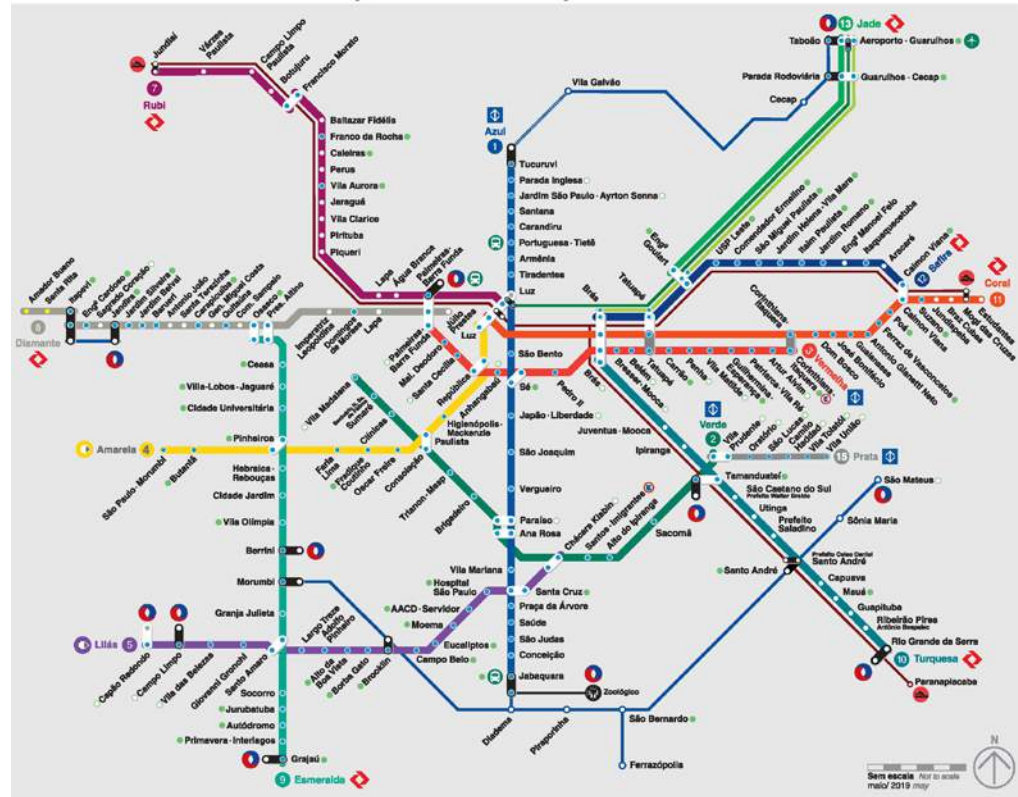 Jundiaí
Várzea
Paulista
Campo Limpo
Paulista
Botujuru
Francisco Morato
7
Rubi
Baltazar Fidélis
Franco da Rocha
Caieiras
Perus
Vila Aurora
Jaraguá
Vila Clarice
Pirituba
Piqueri
Lapa
Água Branca
Palmeiras-
Barra Funda
Júlio
Prestes
Luz
Vila Galvão
Azul
1
Tucuruvi
Parada Inglesa
Jardim São Paulo - Ayrton Senna
Santana
Carandiru
Portuguesa - Tietê
Armênia
Tiradentes
Luz
São Bento
Sé
Japão - Liberdade
São Joaquim
Vergueiro
Paraíso
Ana Rosa
Vila Mariana
Santa Cruz
Praça da Árvore
Saúde
São Judas
Conceição
Jabaquara
Zoológico
Taboão
13 Jade
Aeroporto - Guarulhos
Parada Rodoviária
Guarulhos - Cecap
Cecap
Engº
Goulart
USP Leste
Comendador Ermelino
São Miguel Paulista
Jardim Helena - Vila Mara
Itaim Paulista
Jardim Romano
Engº Manoel Feio
Itaquaquecetuba
Aracaré
Calmon Viana
12
Safira
Coral
11
Estudantes
Mogi das Cruzes
Braz Cubas
Jundiapeba
Suzano
Calmon Viana
Poá
Ferraz de Vasconcelos
Antonio Gianetti Neto
Guaianases
José Bonifácio
Dom Bosco
Corinthians-
Itaquera
Tatuapé
Brás
Amador Bueno
Santa Rita
Itapevi
Engº Cardoso
Sagrado Coração
Jandira
Jardim Silveira
Jardim Belval
Barueri
Antonio João
Santa Terezinha
Carapicuíba
General Miguel Costa
Quitaúna
Com. Sampaio
Osasco
Pres. Altino
8
Diamante
Imperatriz
Leopoldina
Domingos
de Moraes
Lapa
Palmeiras-
Barra Funda
Mal. Deodoro
Santa Cecília
República
Anhangabaú
Pedro II
Brás
Bresser-Mooca
Belém
Tatuapé
Carrão
Penha
Vila Matilde
Guilhermina-
Esperança
Patriarca - Vila Ré
Artur Alvim
Corinthians-
Itaquera
3 Vermelha
Ceasa
Villa-Lobos - Jaguaré
Cidade Universitária
Pinheiros
Hebraica-
Rebouças
Cidade Jardim
Vila Olímpia
Berrini
Morumbi
Granja Julieta
Santo Amaro
Socorro
Jurubatuba
Autódromo
Primavera - Interlagos
Grajaú
9 Esmeralda
Amarela 4
São Paulo - Morumbi
Butantã
Faria
Lima
Fradique
Coutinho
Oscar Freire
Higienópolis-
Mackenzie
Paulista
Vila Madalena
Sumaré
Clínicas
Consolação
Trianon - Masp
Brigadeiro
Chácara Klabin
Santos - Imigrantes
Alto do Ipiranga
Sacomã
Verde
2
Vila
Prudente
Oratório
São Lucas
Camilo
Haddad
Vila Tolstói
Vila União
15 Prata
Juventus - Mooca
Ipiranga
Tamanduateí
São Caetano do Sul
Prefeito Walter Braido
Utinga
Prefeito
Saladino
Prefeito Celso Daniel
Santo André
Capuava
Mauá
Guapituba
Ribeirão Pires
Antônio Bespalec
Rio Grande da Serra
10 Turquesa
Paranapiacaba
São Mateus
Sônia Maria
Santo André
São Bernardo
Ferrazópolis
Piraporinha
Diadema
Lilás 5
Capão Redondo
Campo Limpo
Vila das Belezas
Giovanni Gronchi
Largo Treze
Adolfo
Pinheiro
Alto da
Boa Vista
Borba Gato
Brooklin
Campo Belo
Eucaliptos
Moema
AACD - Servidor
Hospital
São Paulo
N
Sem escala Not to scale
maio/ 2019 may